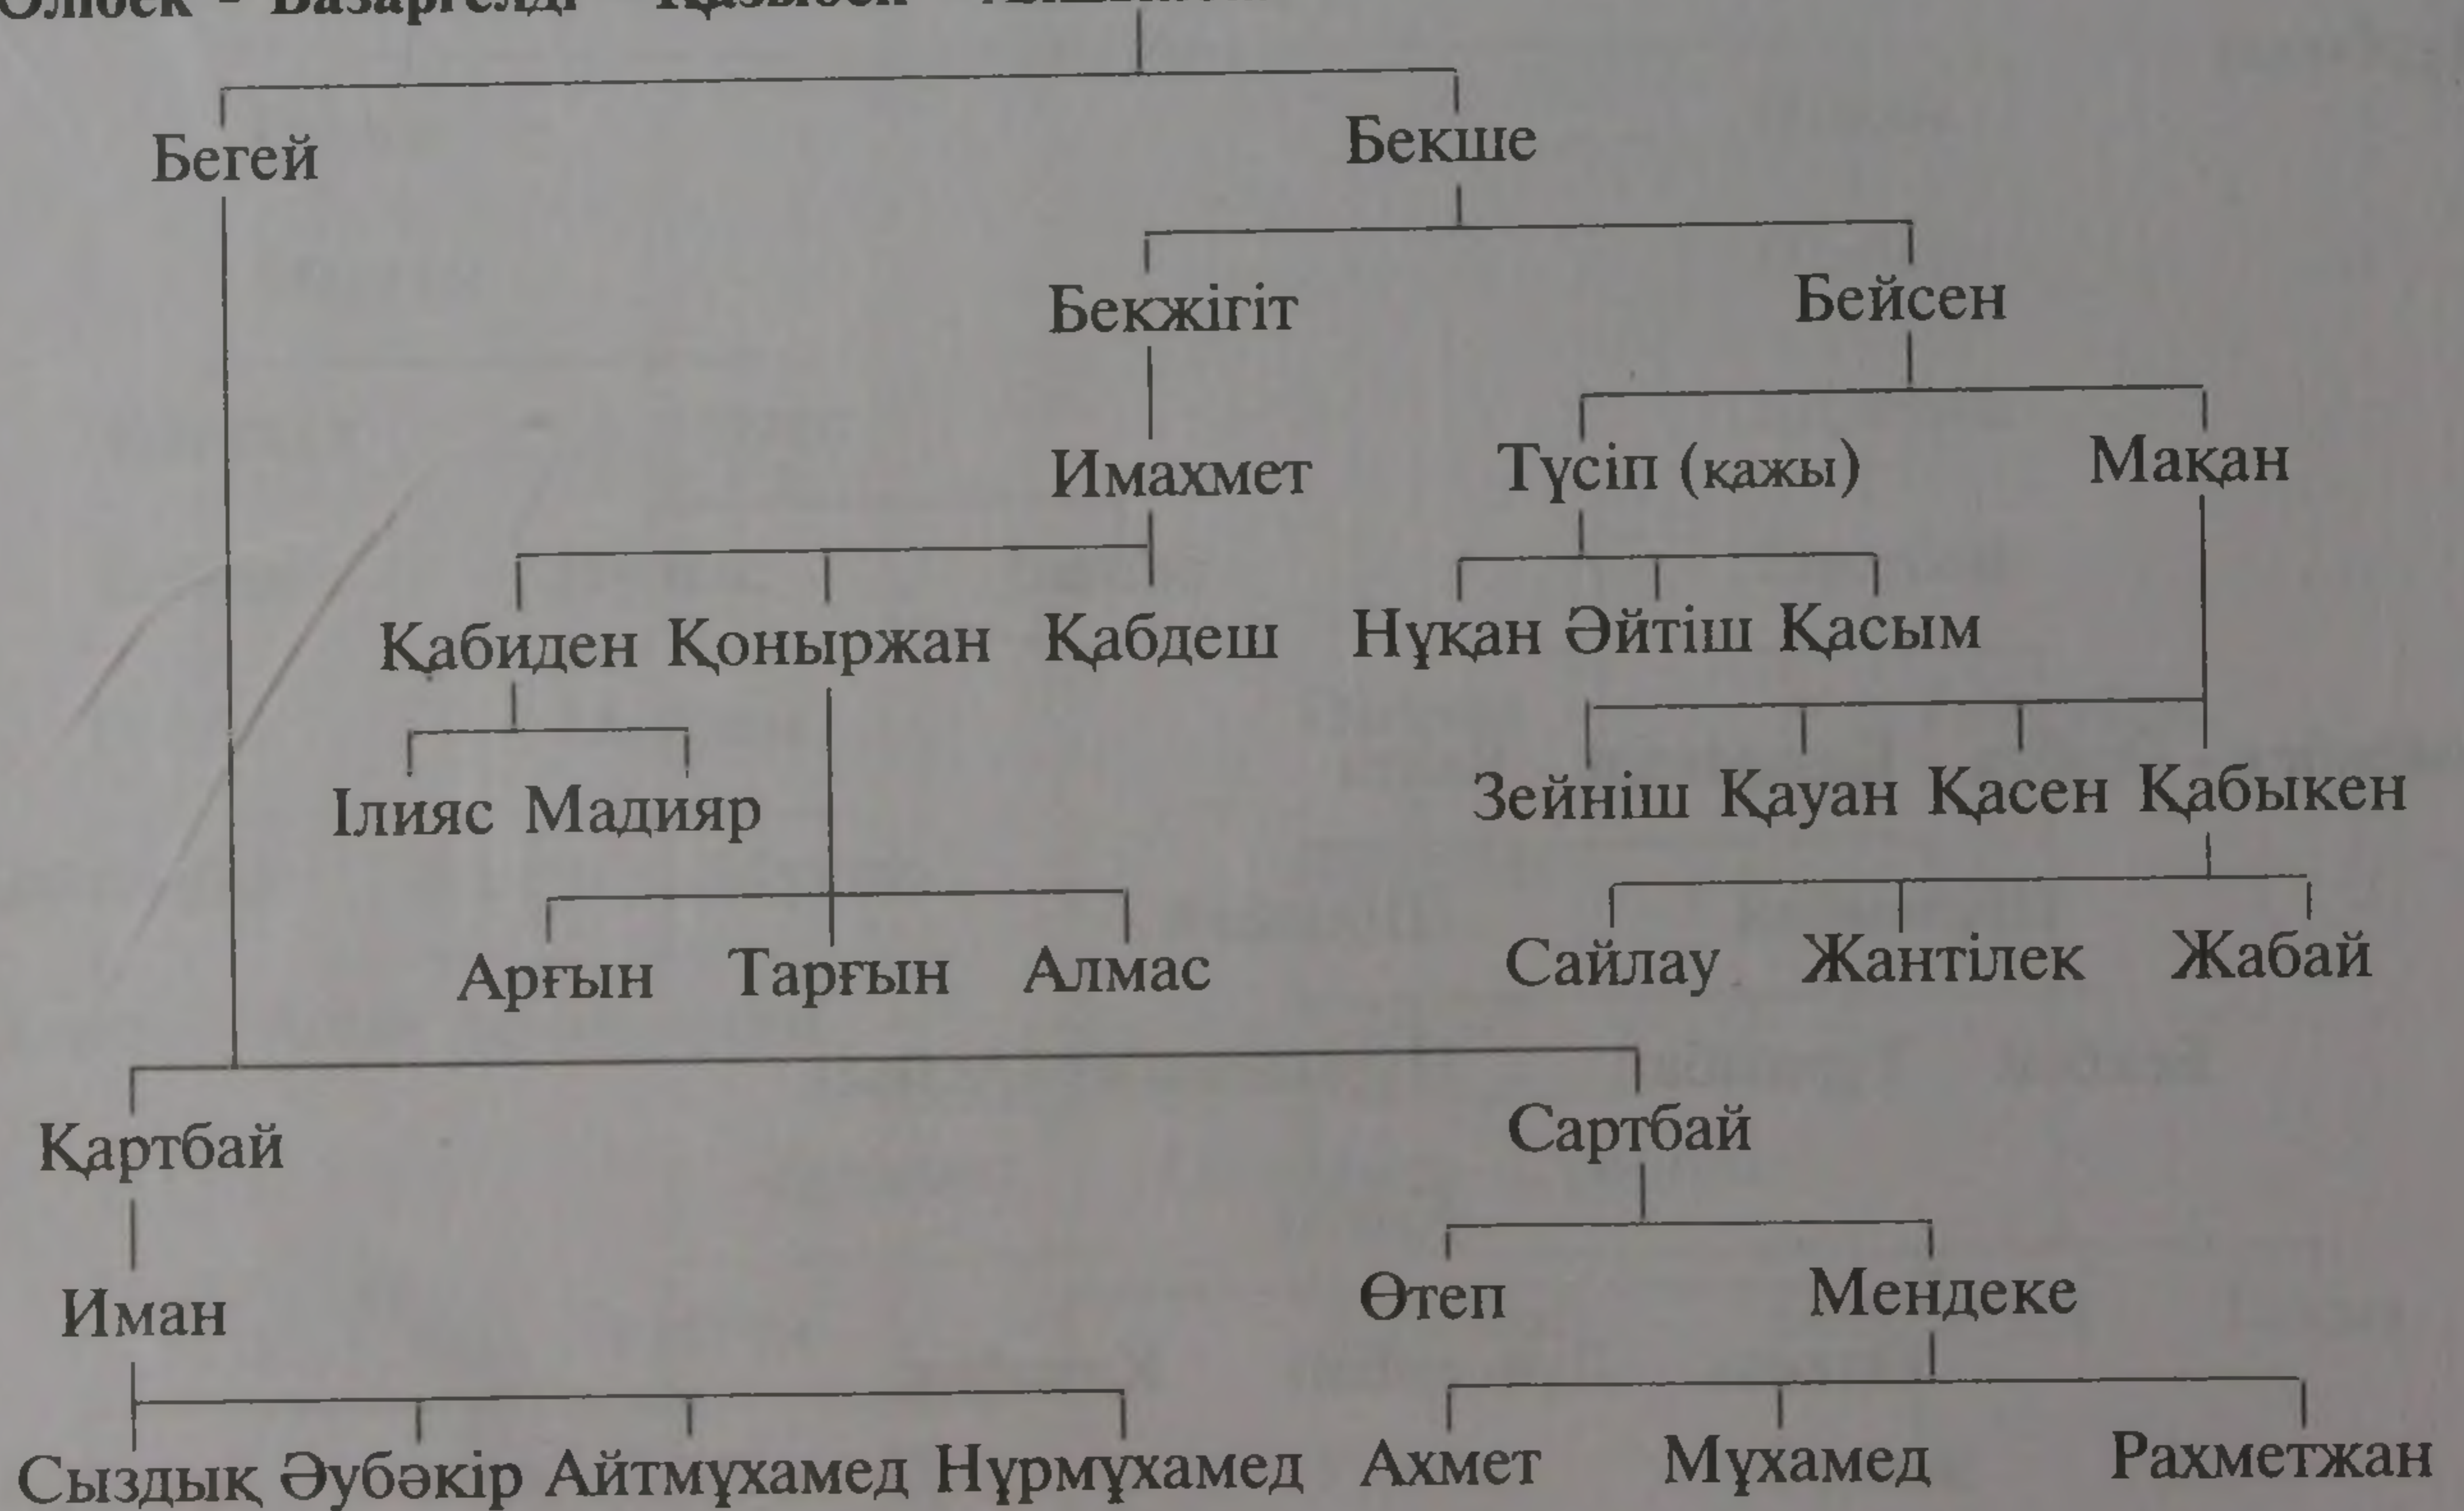 Базаргелді
Бегей Бекше
Бекжігіт Бейсен
Имахмет Түсіп (қажы) Мақан
Қабиден Қоныржан Қабдеш Нұқан Әйтіш Қасым
Ілияс Мадияр Зейніш Қауан Қасен Қабыкен
Арғын Тарғын Алмас Сайлау Жантілек Жабай
Қартбай Сартбай
Иман Өтеп Мендеке
Сыздық Әубәкір Айтмұхамед Нұрмұхамед Ахмет Мұхамед Рахметжан